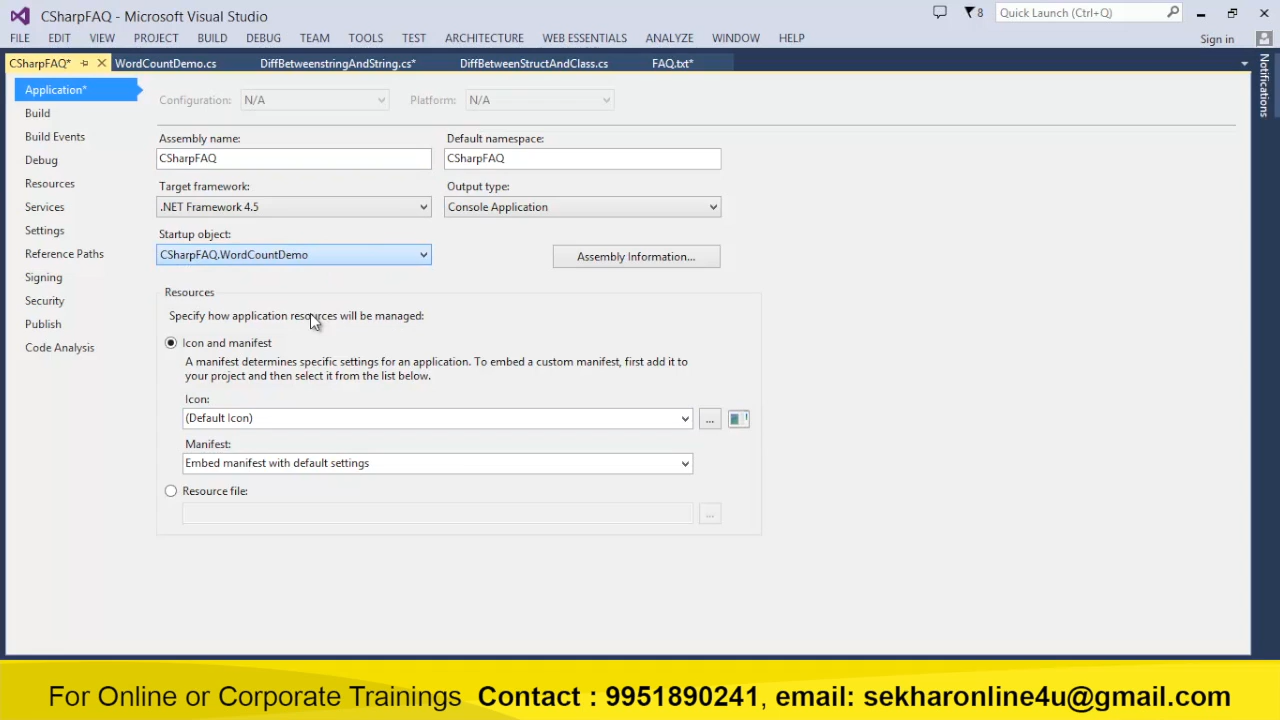 CSharpFAQ - Microsoft Visual Studio
8
Quick Launch (Ctrl+Q)
FILE EDIT VIEW PROJECT BUILD DEBUG TEAM TOOLS TEST ARCHITECTURE WEB ESSENTIALS ANALYZE WINDOW HELP
Sign in
CSharpFAQ* WordCountDemo.cs DiffBetweenstringAndString.cs* DiffBetweenStructAndClass.cs FAQ.txt*
Notifications
Application*
Build
Build Events
Debug
Resources
Services
Settings
Reference Paths
Signing
Security
Publish
Code Analysis
Configuration: N/A Platform: N/A
Assembly name: Default namespace:
CSharpFAQ CSharpFAQ
Target framework: Output type:
.NET Framework 4.5 Console Application
Startup object:
CSharpFAQ.WordCountDemo Assembly Information...
Resources
Specify how application resources will be managed:
Icon and manifest
A manifest determines specific settings for an application. To embed a custom manifest, first add it to
your project and then select it from the list below.
Icon:
(Default Icon) ...
Manifest:
Embed manifest with default settings
Resource file:
...
For Online or Corporate Trainings Contact : 9951890241, email: sekharonline4u@gmail.com